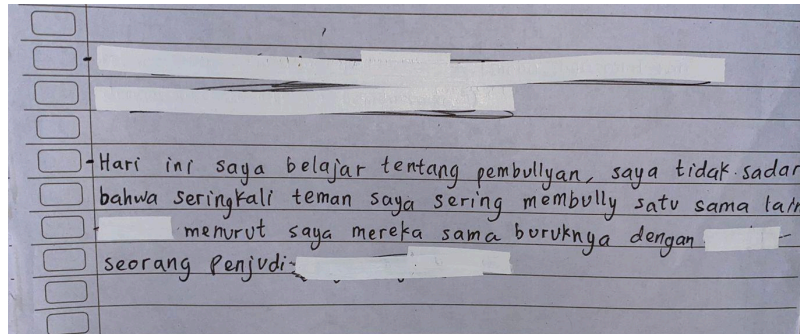 - Hari ini saya belajar tentang pembullyan, saya tidak sadar
bahwa seringkali teman saya sering membully satu sama lain
menurut saya mereka sama buruknya dengan
seorang penjudi